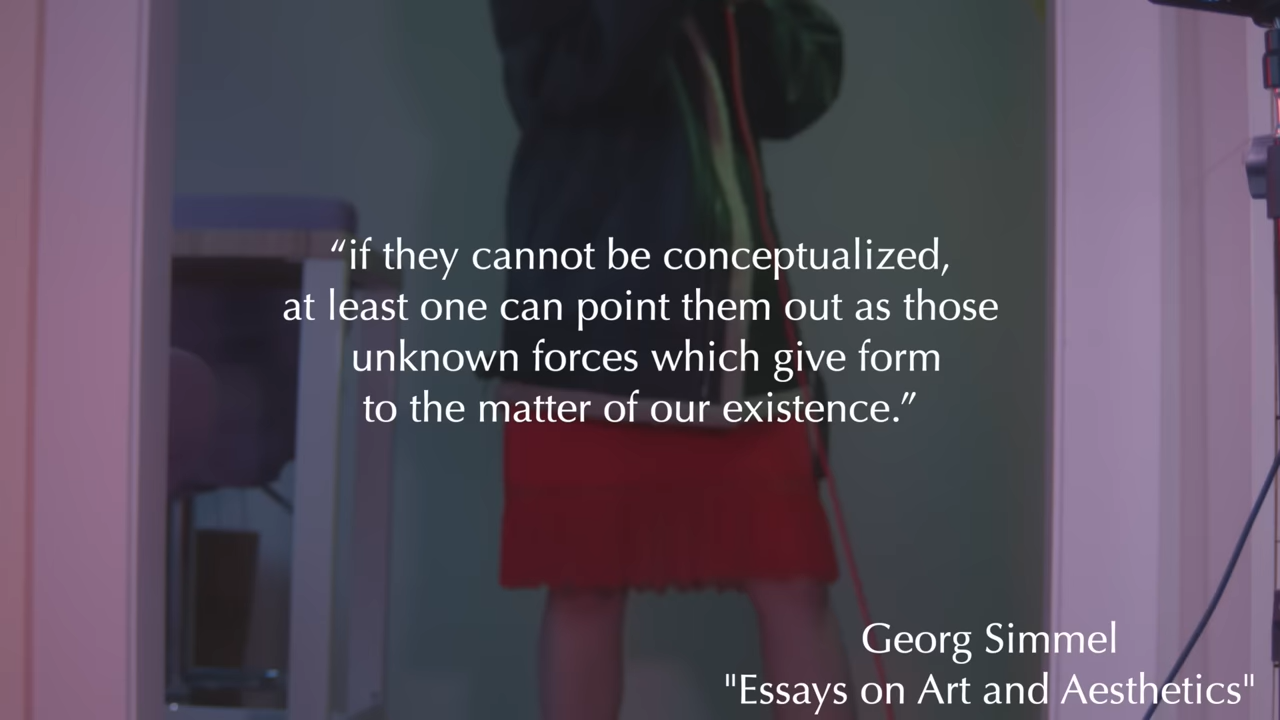 “if they cannot be conceptualized,
at least one can point them out as those
unknown forces which give form
to the matter of our existence.”
Georg Simmel
"Essays on Art and Aesthetics"